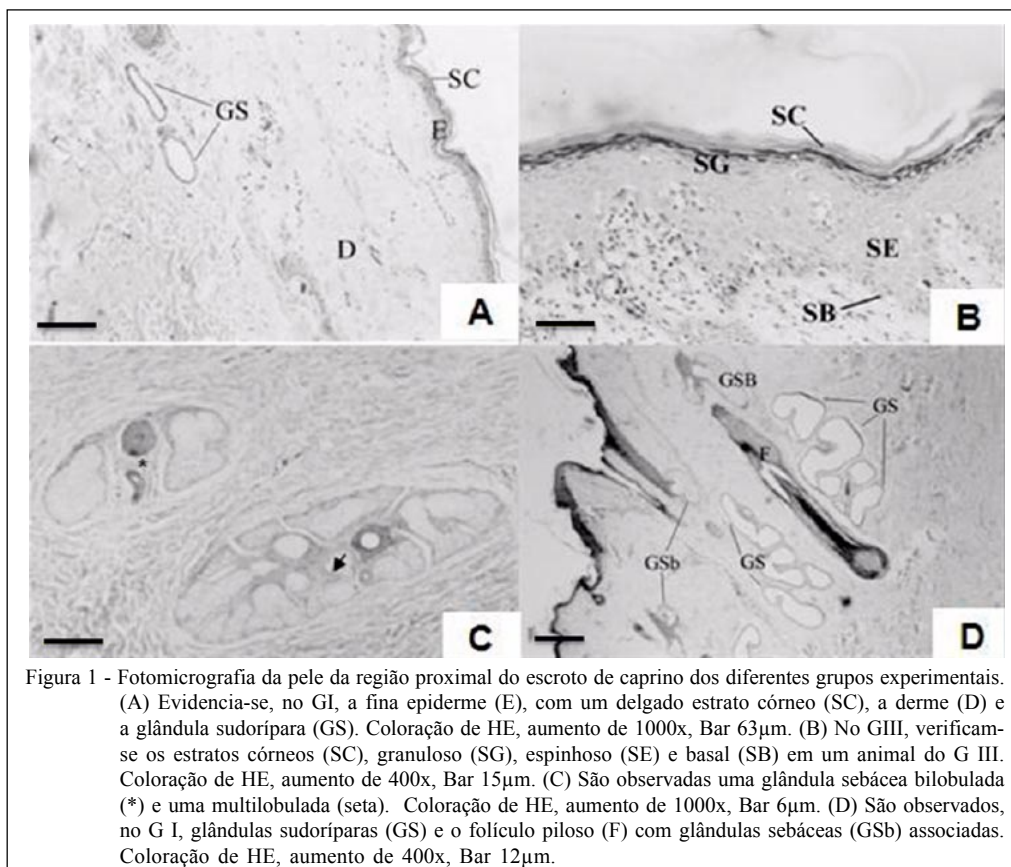 SC
GS
E
D
A
SC
SG
SE
SB
B
*
C
GSB
GS
F
GSb
GS
D
Figura 1 - Fotomicrografia da pele da região proximal do escroto de caprino dos diferentes grupos experimentais.
(A) Evidencia-se, no GI, a fina epiderme (E), com um delgado estrato córneo (SC), a derme (D) e
a glândula sudorípara (GS). Coloração de HE, aumento de 1000x, Bar 63µm. (B) No GIII, verificam-
se os estratos córneos (SC), granuloso (SG), espinhoso (SE) e basal (SB) em um animal do G III.
Coloração de HE, aumento de 400x, Bar 15µm. (C) São observadas uma glândula sebácea bilobulada
(*) e uma multilobulada (seta). Coloração de HE, aumento de 1000x, Bar 6µm. (D) São observados,
no G I, glândulas sudoríparas (GS) e o folículo piloso (F) com glândulas sebáceas (GSb) associadas.
Coloração de HE, aumento de 400x, Bar 12µm.